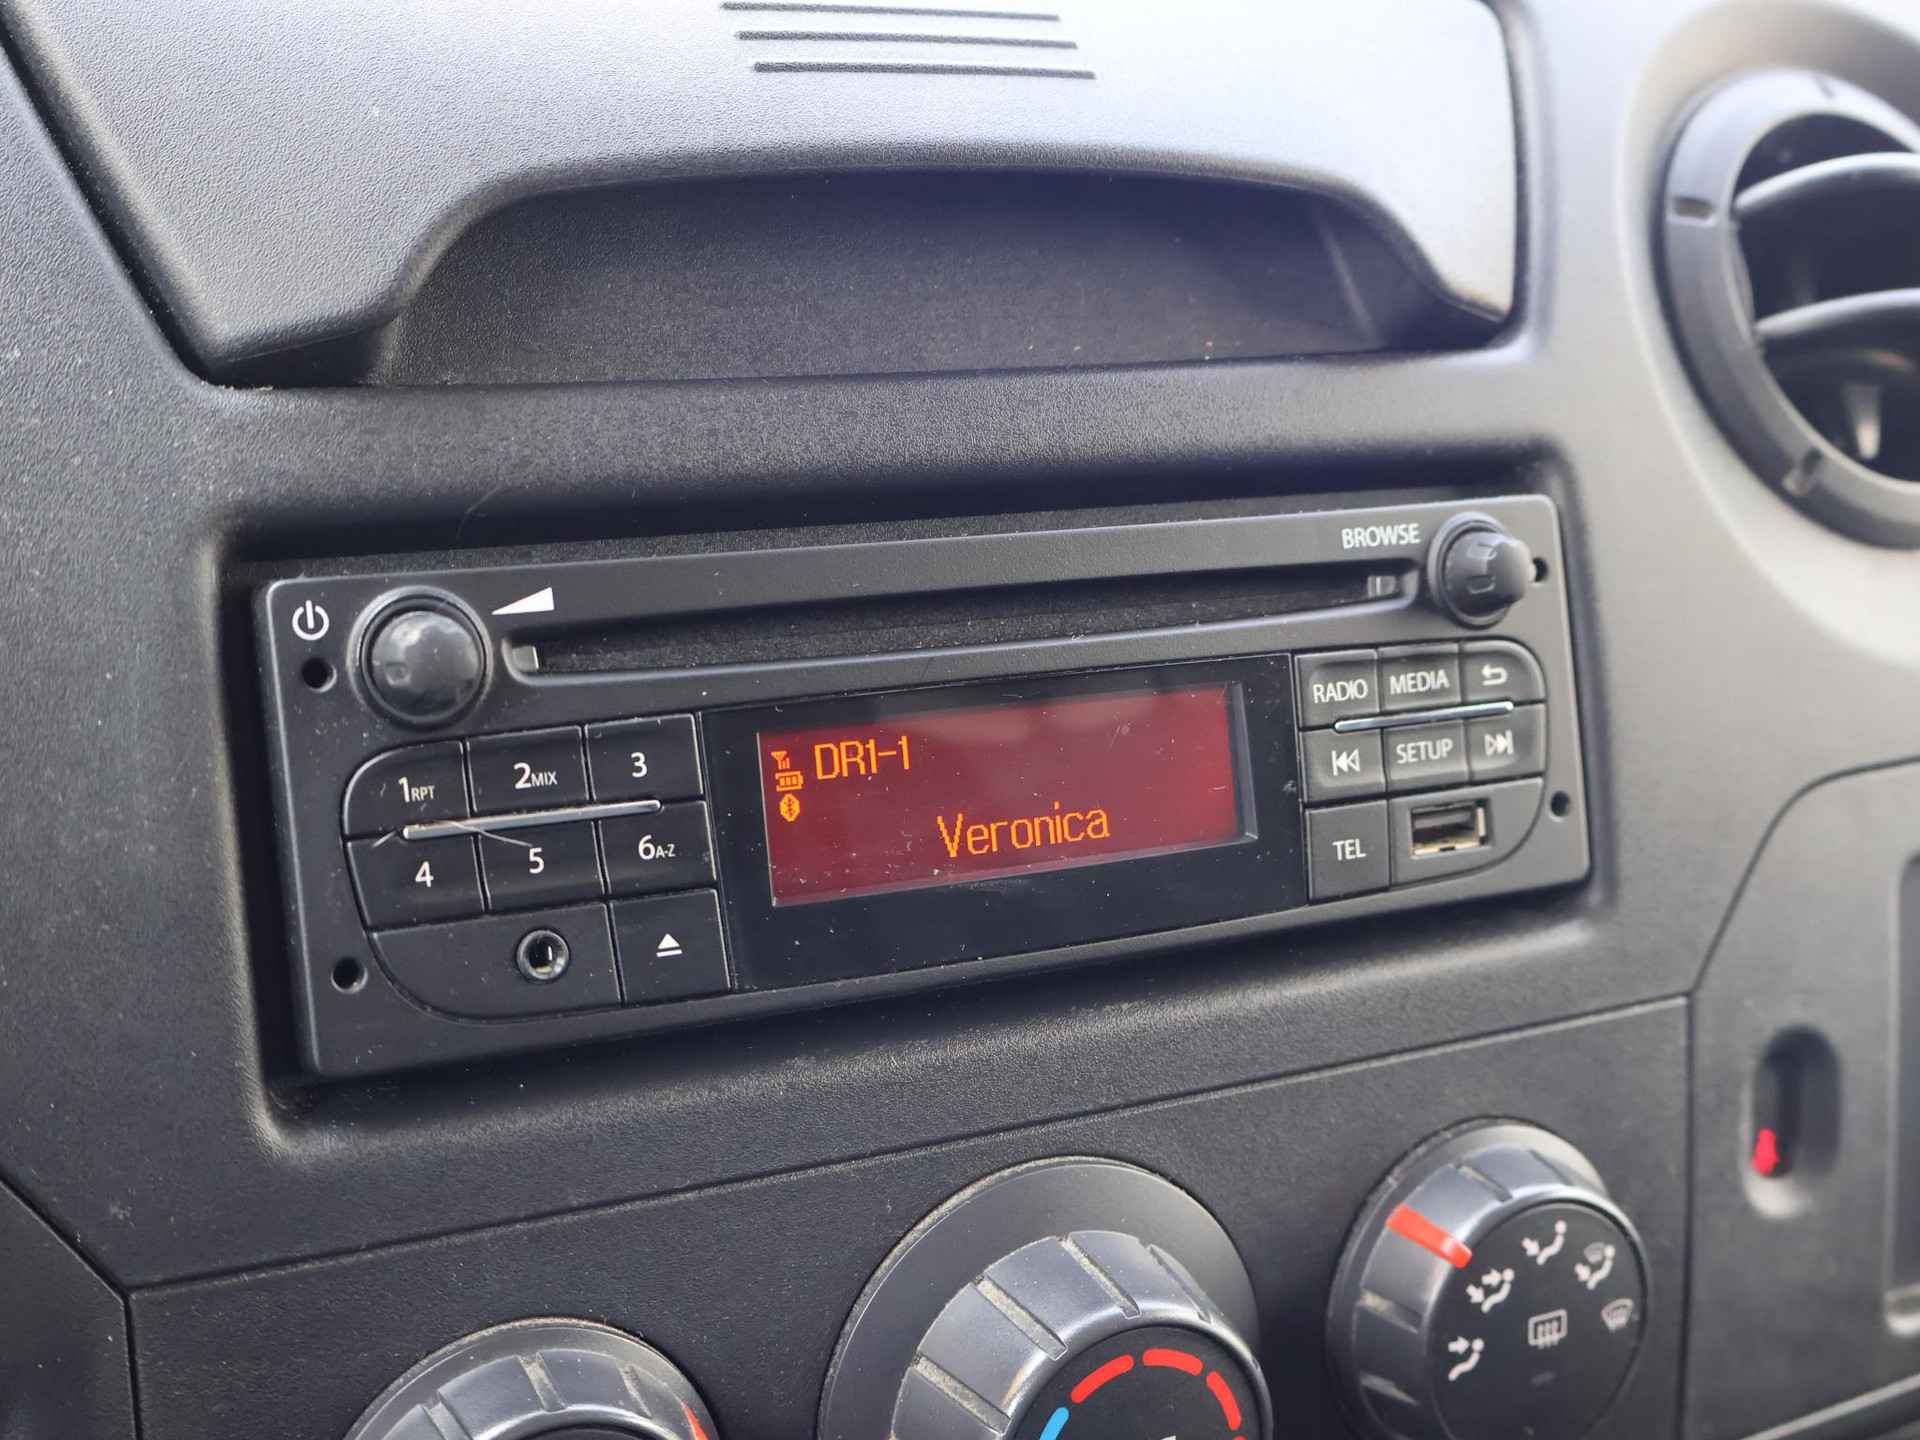 BROWSE
RADIO MEDIA
SETUP
TEL
1RPT 2MIX 3
4 5 6A-Z
DR1-1
Veronica